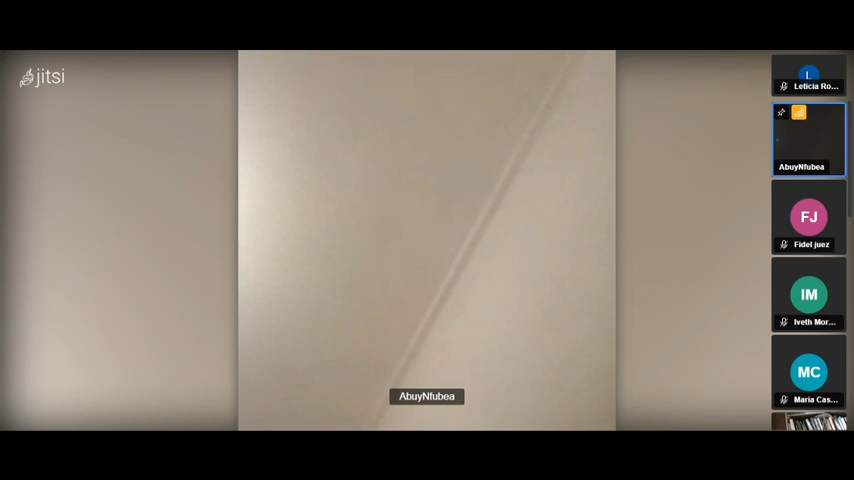 jitsi
L
Leticia Ro...
AbuyNfubea
FJ
Fidel juez
IM
Iveth Mor...
MC
Maria Cas...
AbuyNfubea